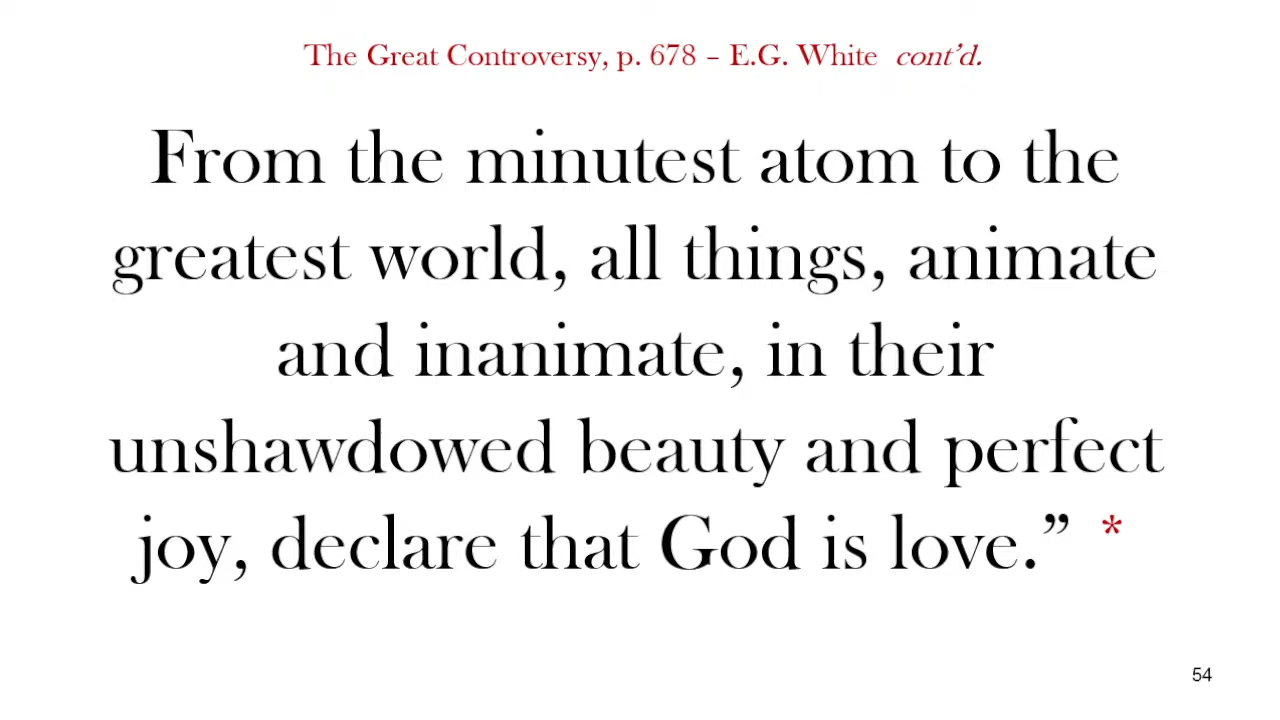 The Great Controversy, p. 678 – E.G. White cont’d.
From the minutest atom to the
greatest world, all things, animate
and inanimate, in their
unshawdowed beauty and perfect
joy, declare that God is love.” *
54